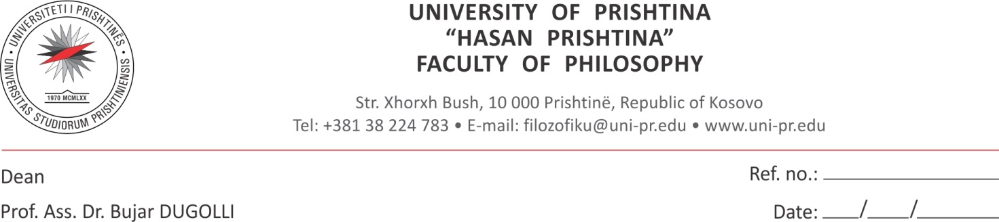 UNIVERSITETI I PRISHTINËS
UNIVERSITAS STUDIORUM PRISHTINIENSIS
1970 MCMLXX
UNIVERSITY OF PRISHTINA
“HASAN PRISHTINA”
FACULTY OF PHILOSOPHY
Str. Xhorxh Bush, 10 000 Prishtinë, Republic of Kosovo
Tel: +381 38 224 783 • E-mail: filozofiku@uni-pr.edu • www.uni-pr.edu
Dean
Ref. no.: ____________
Prof. Ass. Dr. Bujar DUGOLLI
Date: ___/___/______